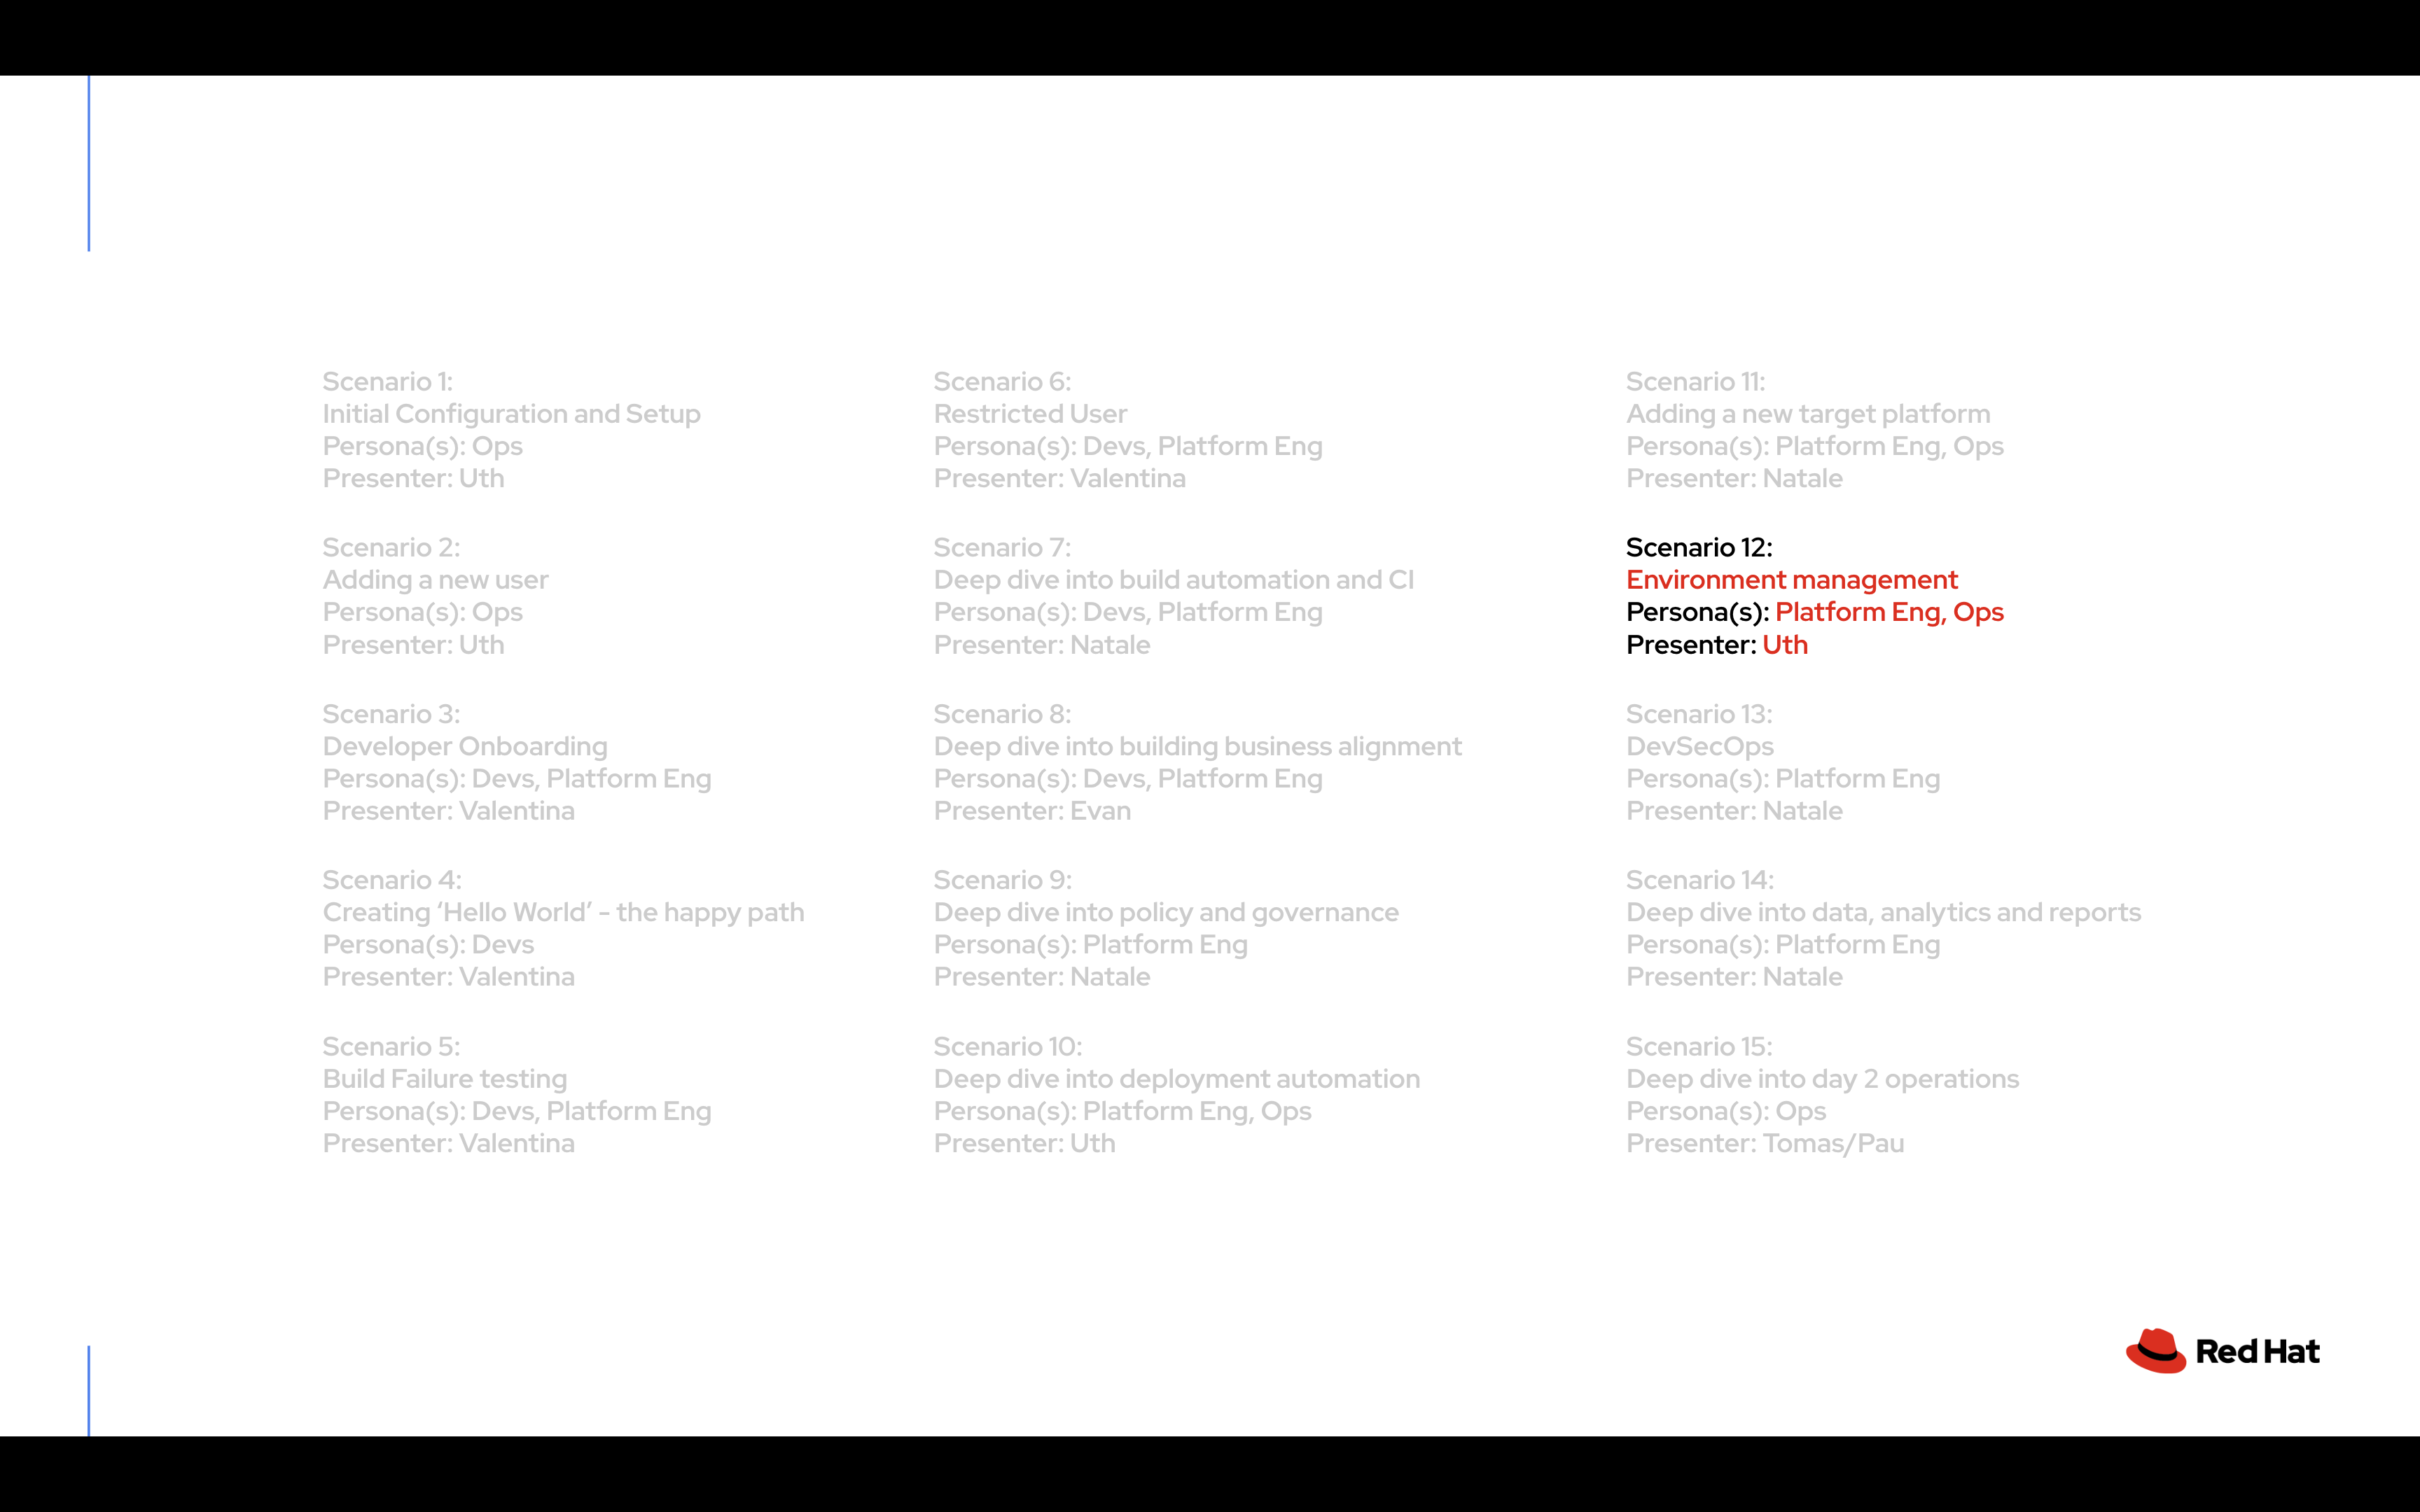 Scenario 1:
Initial Configuration and Setup
Persona(s): Ops
Presenter: Uth
Scenario 2:
Adding a new user
Persona(s): Ops
Presenter: Uth
Scenario 3:
Developer Onboarding
Persona(s): Devs, Platform Eng
Presenter: Valentina
Scenario 4:
Creating ‘Hello World’ - the happy path
Persona(s): Devs
Presenter: Valentina
Scenario 5:
Build Failure testing
Persona(s): Devs, Platform Eng
Presenter: Valentina
Scenario 6:
Restricted User
Persona(s): Devs, Platform Eng
Presenter: Valentina
Scenario 7:
Deep dive into build automation and CI
Persona(s): Devs, Platform Eng
Presenter: Natale
Scenario 8:
Deep dive into building business alignment
Persona(s): Devs, Platform Eng
Presenter: Evan
Scenario 9:
Deep dive into policy and governance
Persona(s): Platform Eng
Presenter: Natale
Scenario 10:
Deep dive into deployment automation
Persona(s): Platform Eng, Ops
Presenter: Uth
Scenario 11:
Adding a new target platform
Persona(s): Platform Eng, Ops
Presenter: Natale
Scenario 12:
Environment management
Persona(s): Platform Eng, Ops
Presenter: Uth
Scenario 13:
DevSecOps
Persona(s): Platform Eng
Presenter: Natale
Scenario 14:
Deep dive into data, analytics and reports
Persona(s): Platform Eng
Presenter: Natale
Scenario 15:
Deep dive into day 2 operations
Persona(s): Ops
Presenter: Tomas/Pau
Red Hat